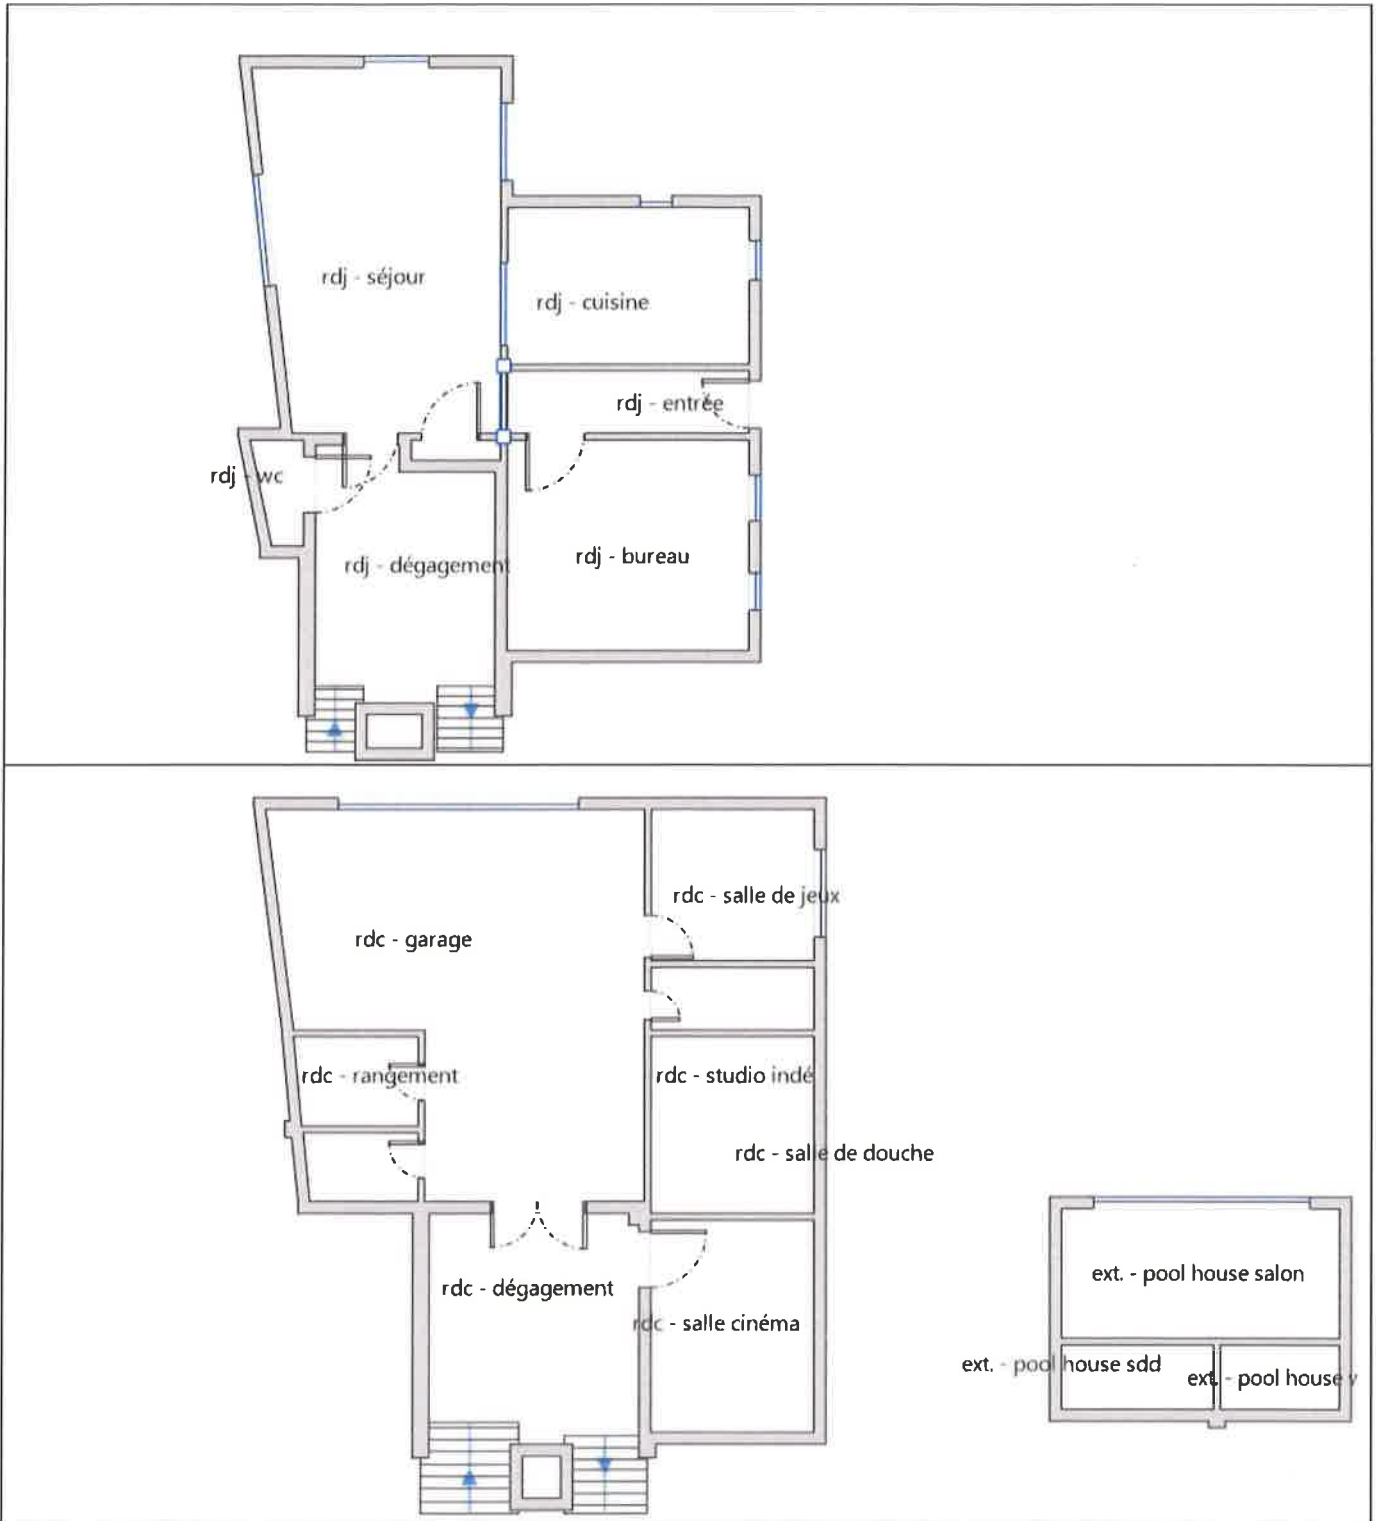 rdj - séjour
rdj - cuisine
rdj - entrée
rdj - wc
rdj - dégagement
rdj - bureau
rdc - salle de jeux
rdc - garage
rdc - rangement
rdc - studio indé
rdc - salle de douche
rdc - dégagement
rdc - salle cinéma
ext. - pool house salon
ext. - pool house sdd
ext. - pool house